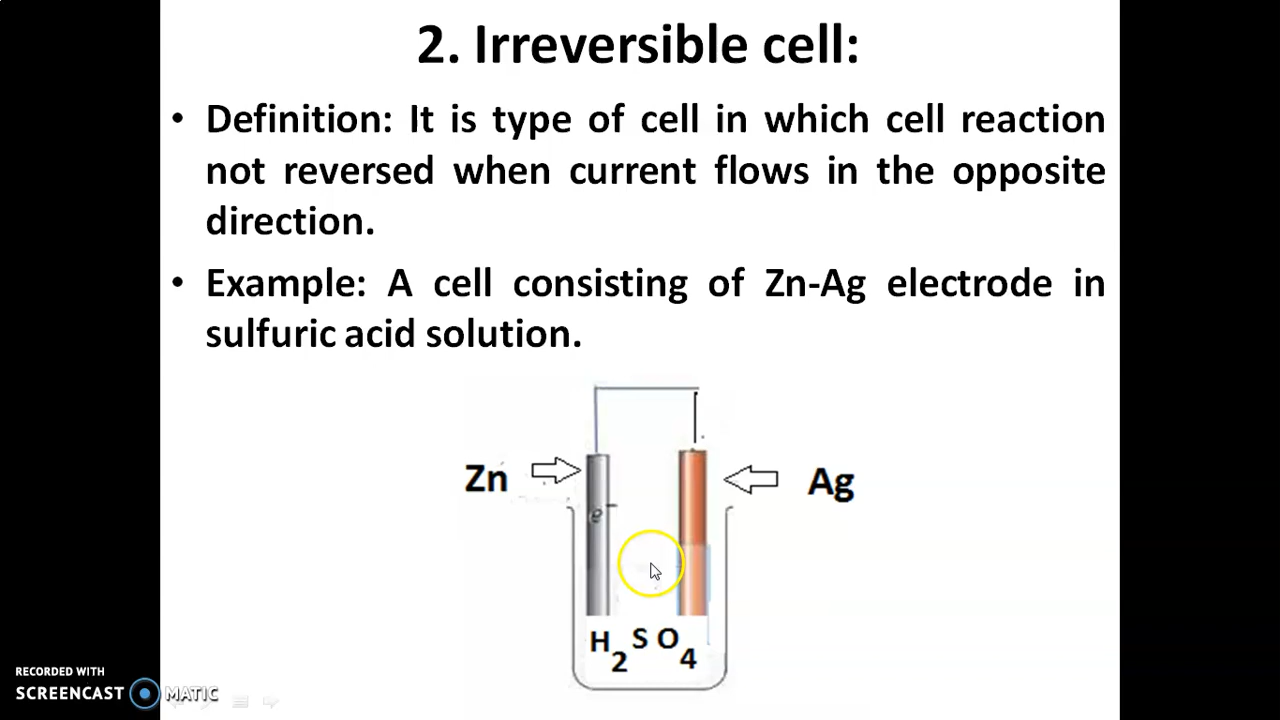 2. Irreversible cell:
• Definition: It is type of cell in which cell reaction
not reversed when current flows in the opposite
direction.
• Example: A cell consisting of Zn-Ag electrode in
sulfuric acid solution.
Zn
Ag
e⁻
H₂SO₄
RECORDED WITH
SCREENCAST MATIC